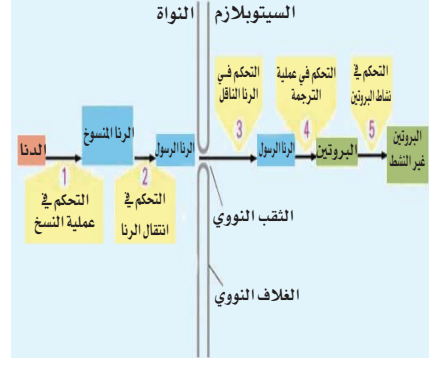 النواة
السيتوبلازم
التحكم في
الرنا الناقل
3
التحكم في عملية
الترجمة
4
التحكم في
نشاط البروتين
5
الدنا
الرنا المنسوخ
الرنا الرسول
الرنا الرسول
البروتين
البروتين
غير النشط
1
التحكم في
عملية النسخ
2
التحكم في
انتقال الرنا
الثقب النووي
الغلاف النووي